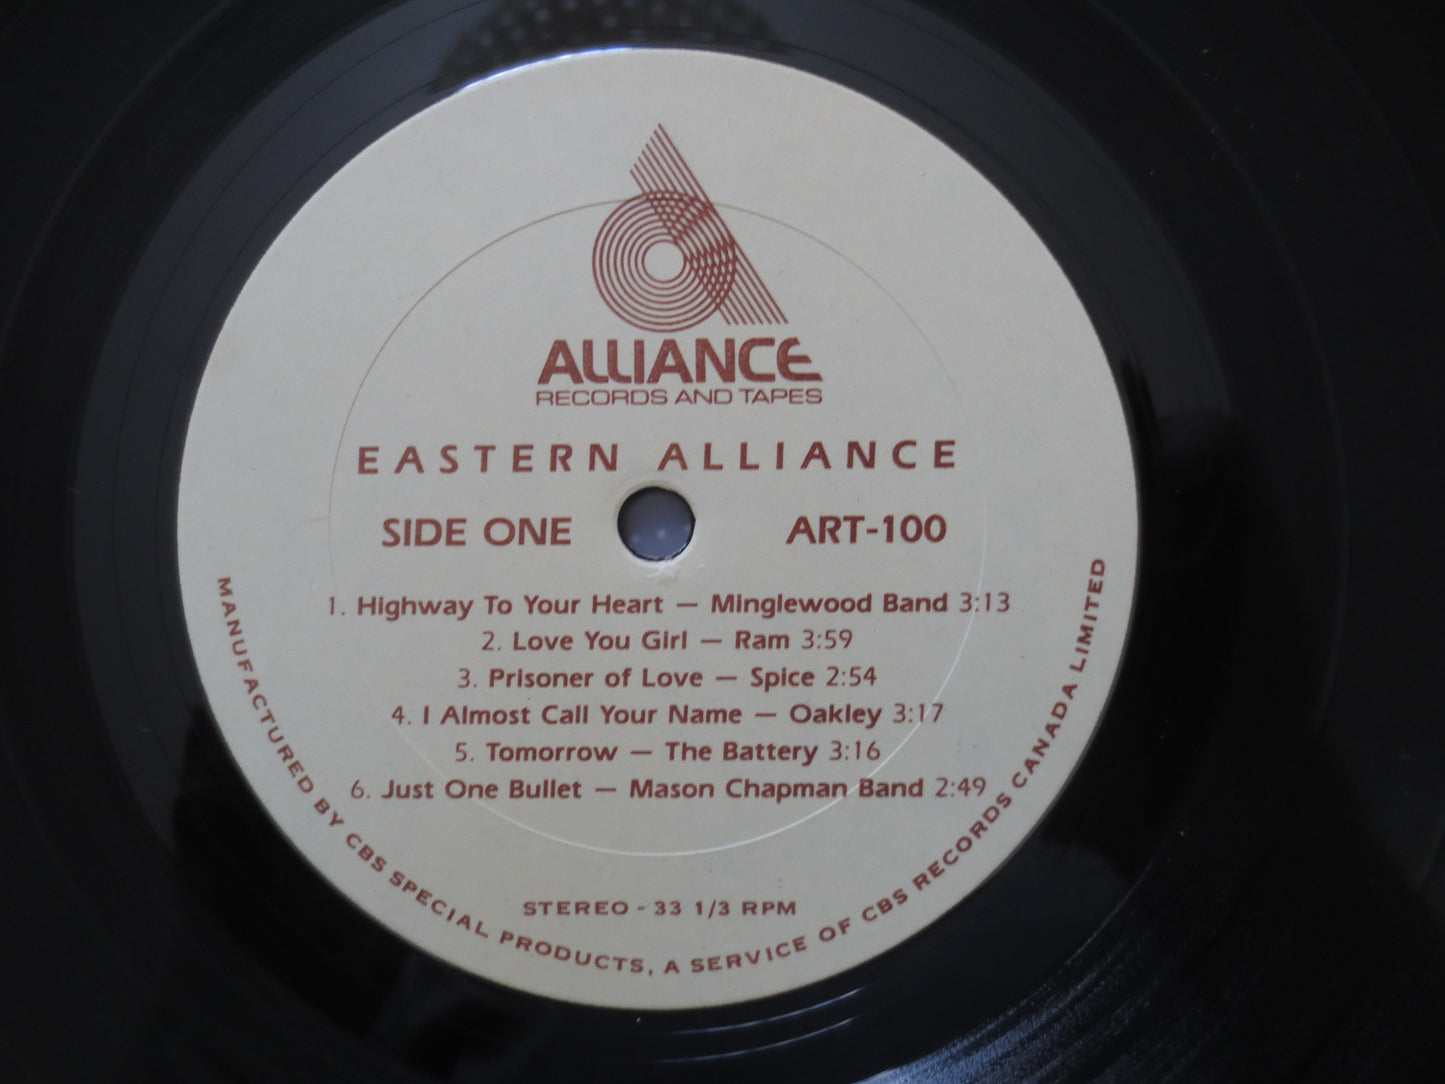 ALLIANCE
RECORDS AND TAPES
EASTERN ALLIANCE
SIDE ONE ART-100
1. Highway To Your Heart — Minglewood Band 3:13
2. Love You Girl — Ram 3:59
3. Prisoner of Love — Spice 2:54
4. I Almost Call Your Name — Oakley 3:17
5. Tomorrow — The Battery 3:16
6. Just One Bullet — Mason Chapman Band 2:49
STEREO - 33 1/3 RPM
MANUFACTURED BY CBS SPECIAL PRODUCTS, A SERVICE OF CBS RECORDS CANADA LIMITED